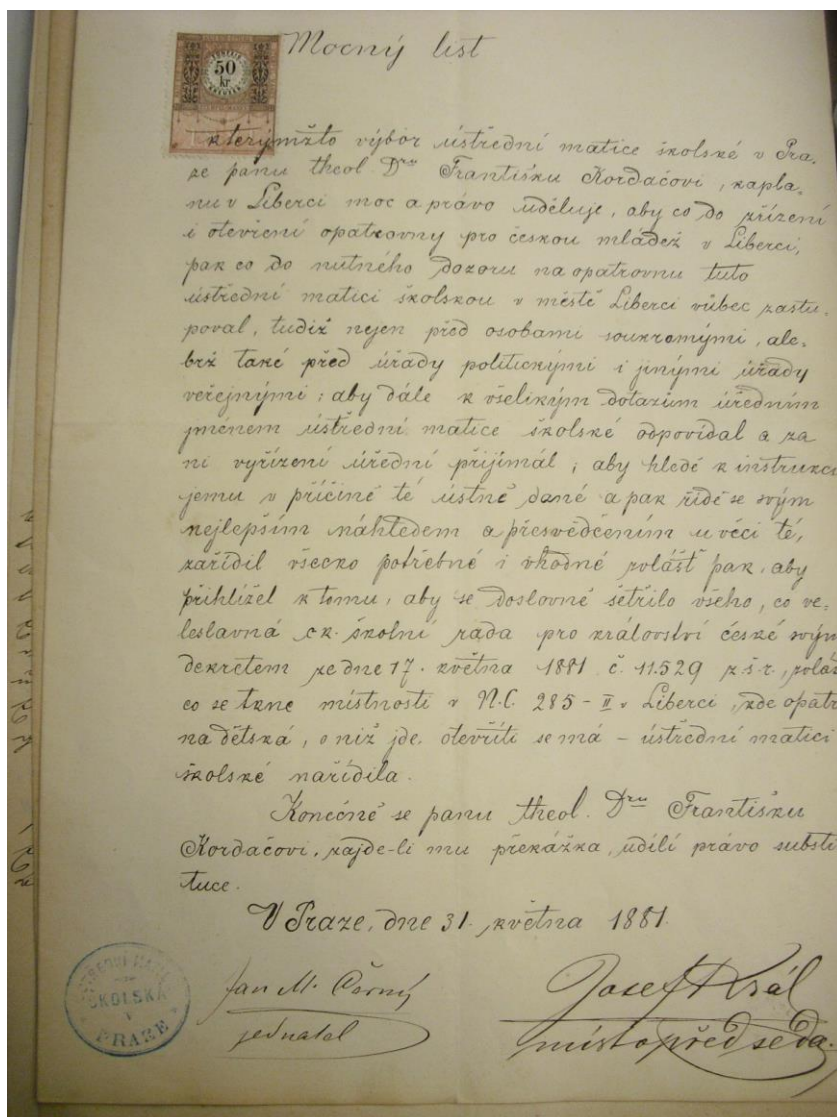 Mocný list
50
kr
kterýmžto výbor ústřední matice školské v Pra-
ze panu theol. Dru Františku Kordačovi, kapla-
nu v Liberci moc a právo uděluje, aby co do zřízení
i otevření opatrovny pro českou mládež v Liberci,
pak co do nutného dozoru na opatrovnu tuto
ústřední matici školskou v městě Liberci vůbec zastu-
poval, tudíž nejen před osobami soukromými, ale-
brž také před úřady politickými i jinými úřady
veřejnými; aby dále k všelikým dotazům úředním
jménem ústřední matice školské odpovídal a za
ni vyřízení úřední přijímal; aby hledě k instrukci
jemu v příčině té ústně dané a pak řídě se svým
nejlepším náhledem a přesvědčením u věci té,
zařídil všecko potřebné i vhodné zvlášť pak, aby
přihlížel k tomu, aby se doslovně šetřilo všeho, co ve-
leslavná c.k. školní rada pro království české svým
dekretem ze dne 17. května 1881 č. 11.529 z.š.r., zvláš
co se tkne místnosti v N.C. 285-II v Liberci, kde opatr
na dětská, o niž jde, otevříti se má - ústřední matici
školské nařídila.
Konečně se panu theol. Dru Františku
Kordačovi, zajde-li mu překážka, udílí právo substi
tuce.
V Praze, dne 31. května 1881.
Jan M. Černý
jednatel
Josef Král
místopředseda.
ÚSTŘEDNÍ MATICE
ŠKOLSKÁ
V
PRAZE